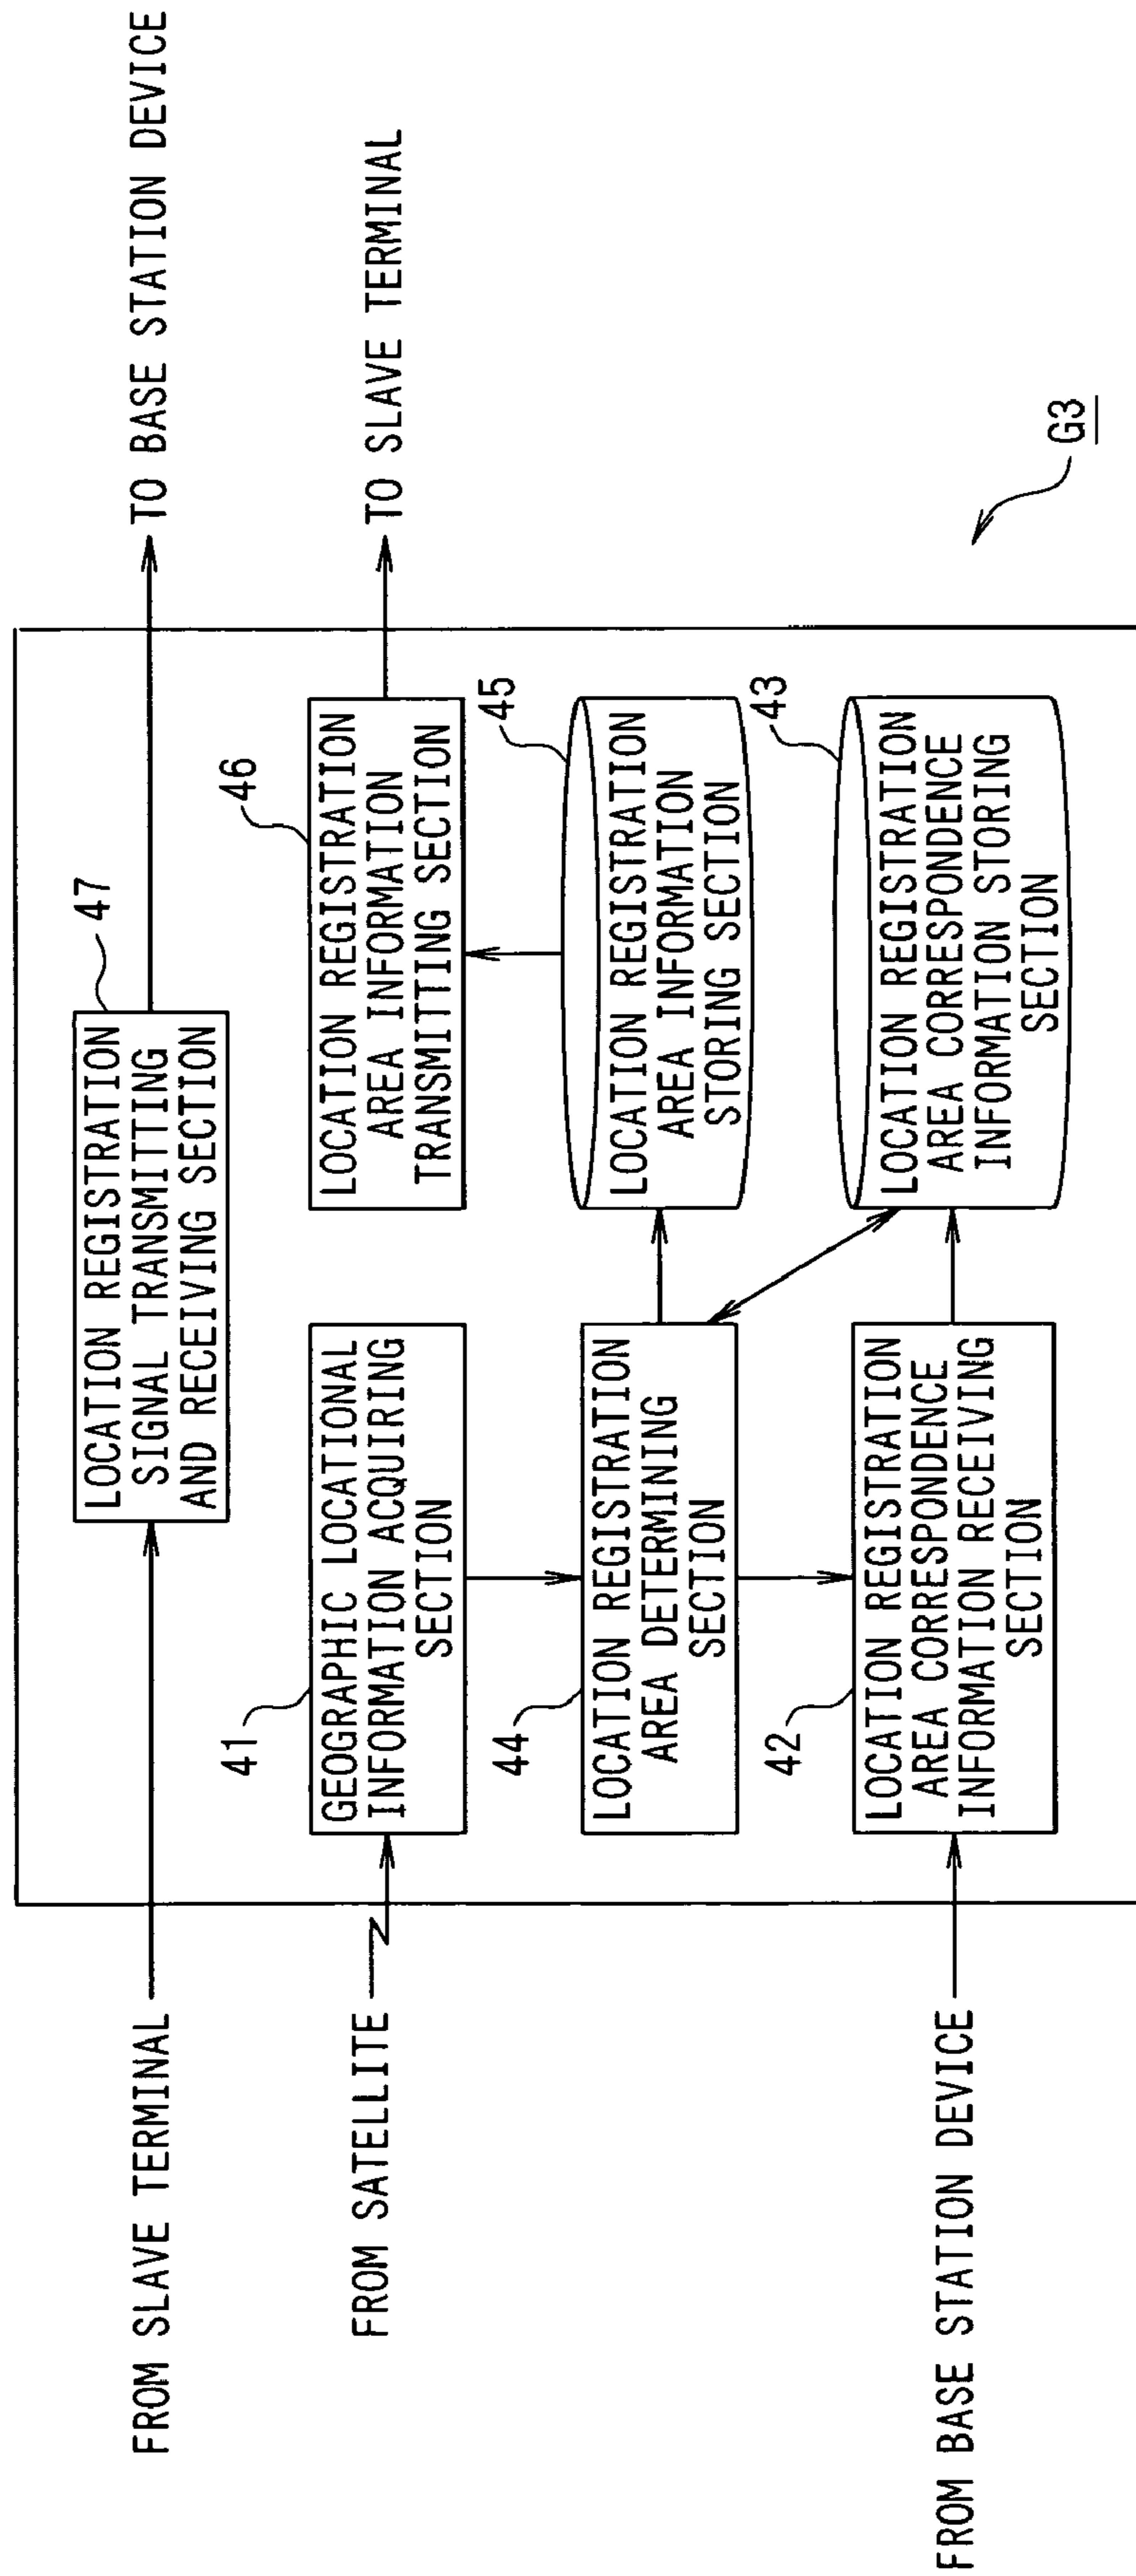 FROM SLAVE TERMINAL
LOCATION REGISTRATION
SIGNAL TRANSMITTING
AND RECEIVING SECTION
47
TO BASE STATION DEVICE
FROM SATELLITE
41
GEOGRAPHIC LOCATIONAL
INFORMATION ACQUIRING
SECTION
46
LOCATION REGISTRATION
AREA INFORMATION
TRANSMITTING SECTION
TO SLAVE TERMINAL
44
LOCATION REGISTRATION
AREA DETERMINING
SECTION
45
LOCATION REGISTRATION
AREA INFORMATION
STORING SECTION
FROM BASE STATION DEVICE
42
LOCATION REGISTRATION
AREA CORRESPONDENCE
INFORMATION RECEIVING
SECTION
43
LOCATION REGISTRATION
AREA CORRESPONDENCE
INFORMATION STORING
SECTION
G3